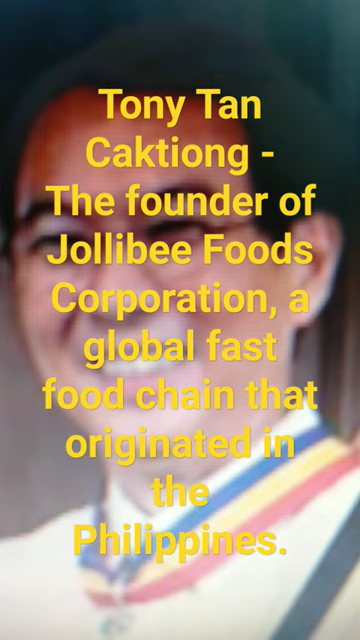 Tony Tan
Caktiong -
The founder of
Jollibee Foods
Corporation, a
global fast
food chain that
originated in
the
Philippines.